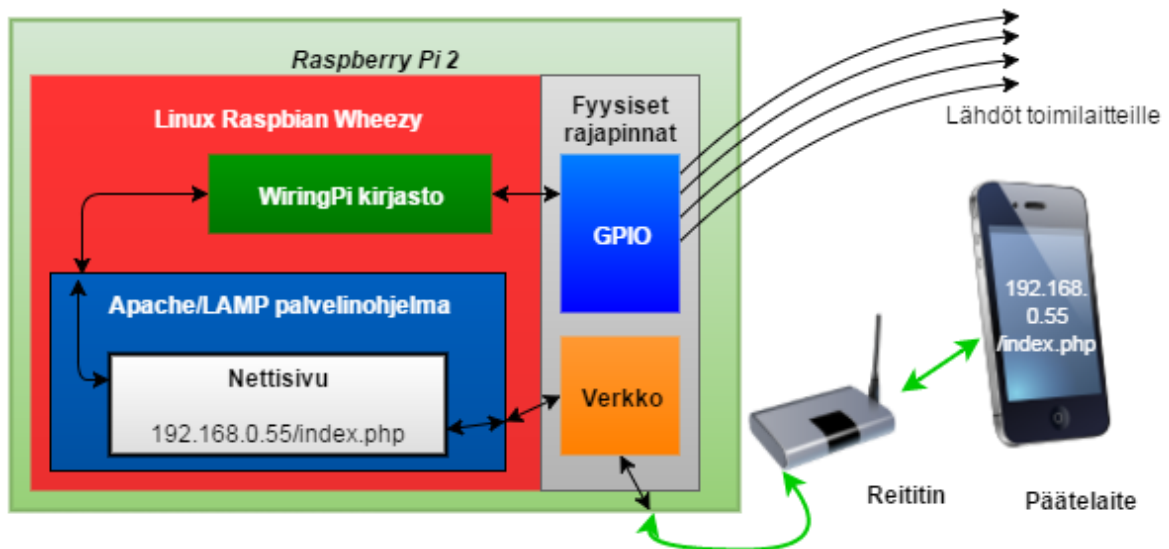 Raspberry Pi 2
Linux Raspbian Wheezy
Fyysiset
rajapinnat
Lähdöt toimilaitteille
WiringPi kirjasto
GPIO
Apache/LAMP palvelinohjelma
Nettisivu
192.168.0.55/index.php
Verkko
192.168.
0.55
/index.php
Reititin
Päätelaite